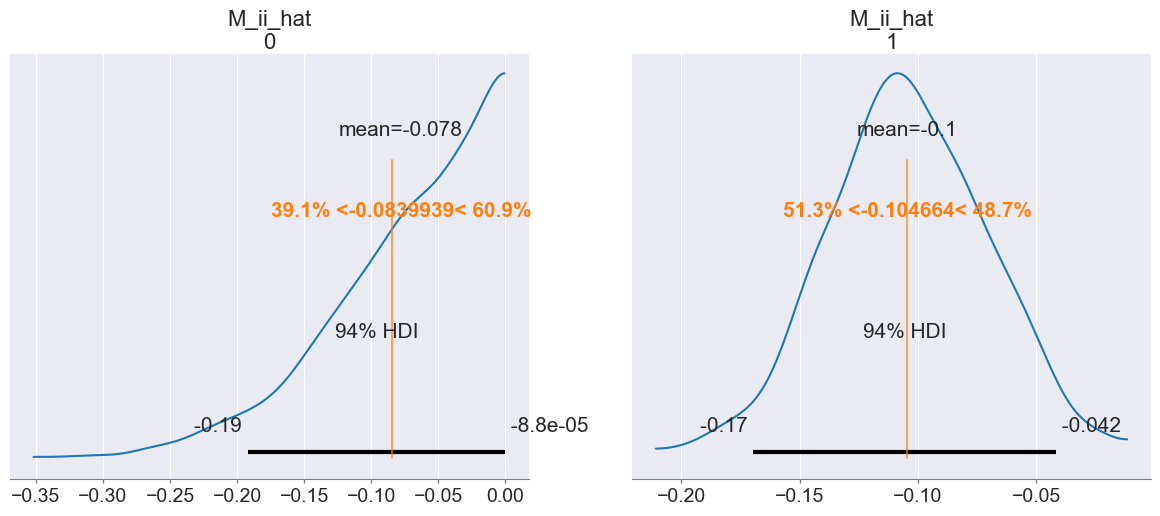 M_ii_hat
0
mean=-0.078
39.1% <-0.0839939< 60.9%
94% HDI
-0.19
-8.8e-05
−0.35 −0.30 −0.25 −0.20 −0.15 −0.10 −0.05 0.00
M_ii_hat
1
mean=-0.1
51.3% <-0.104664< 48.7%
94% HDI
-0.17
-0.042
−0.20 −0.15 −0.10 −0.05